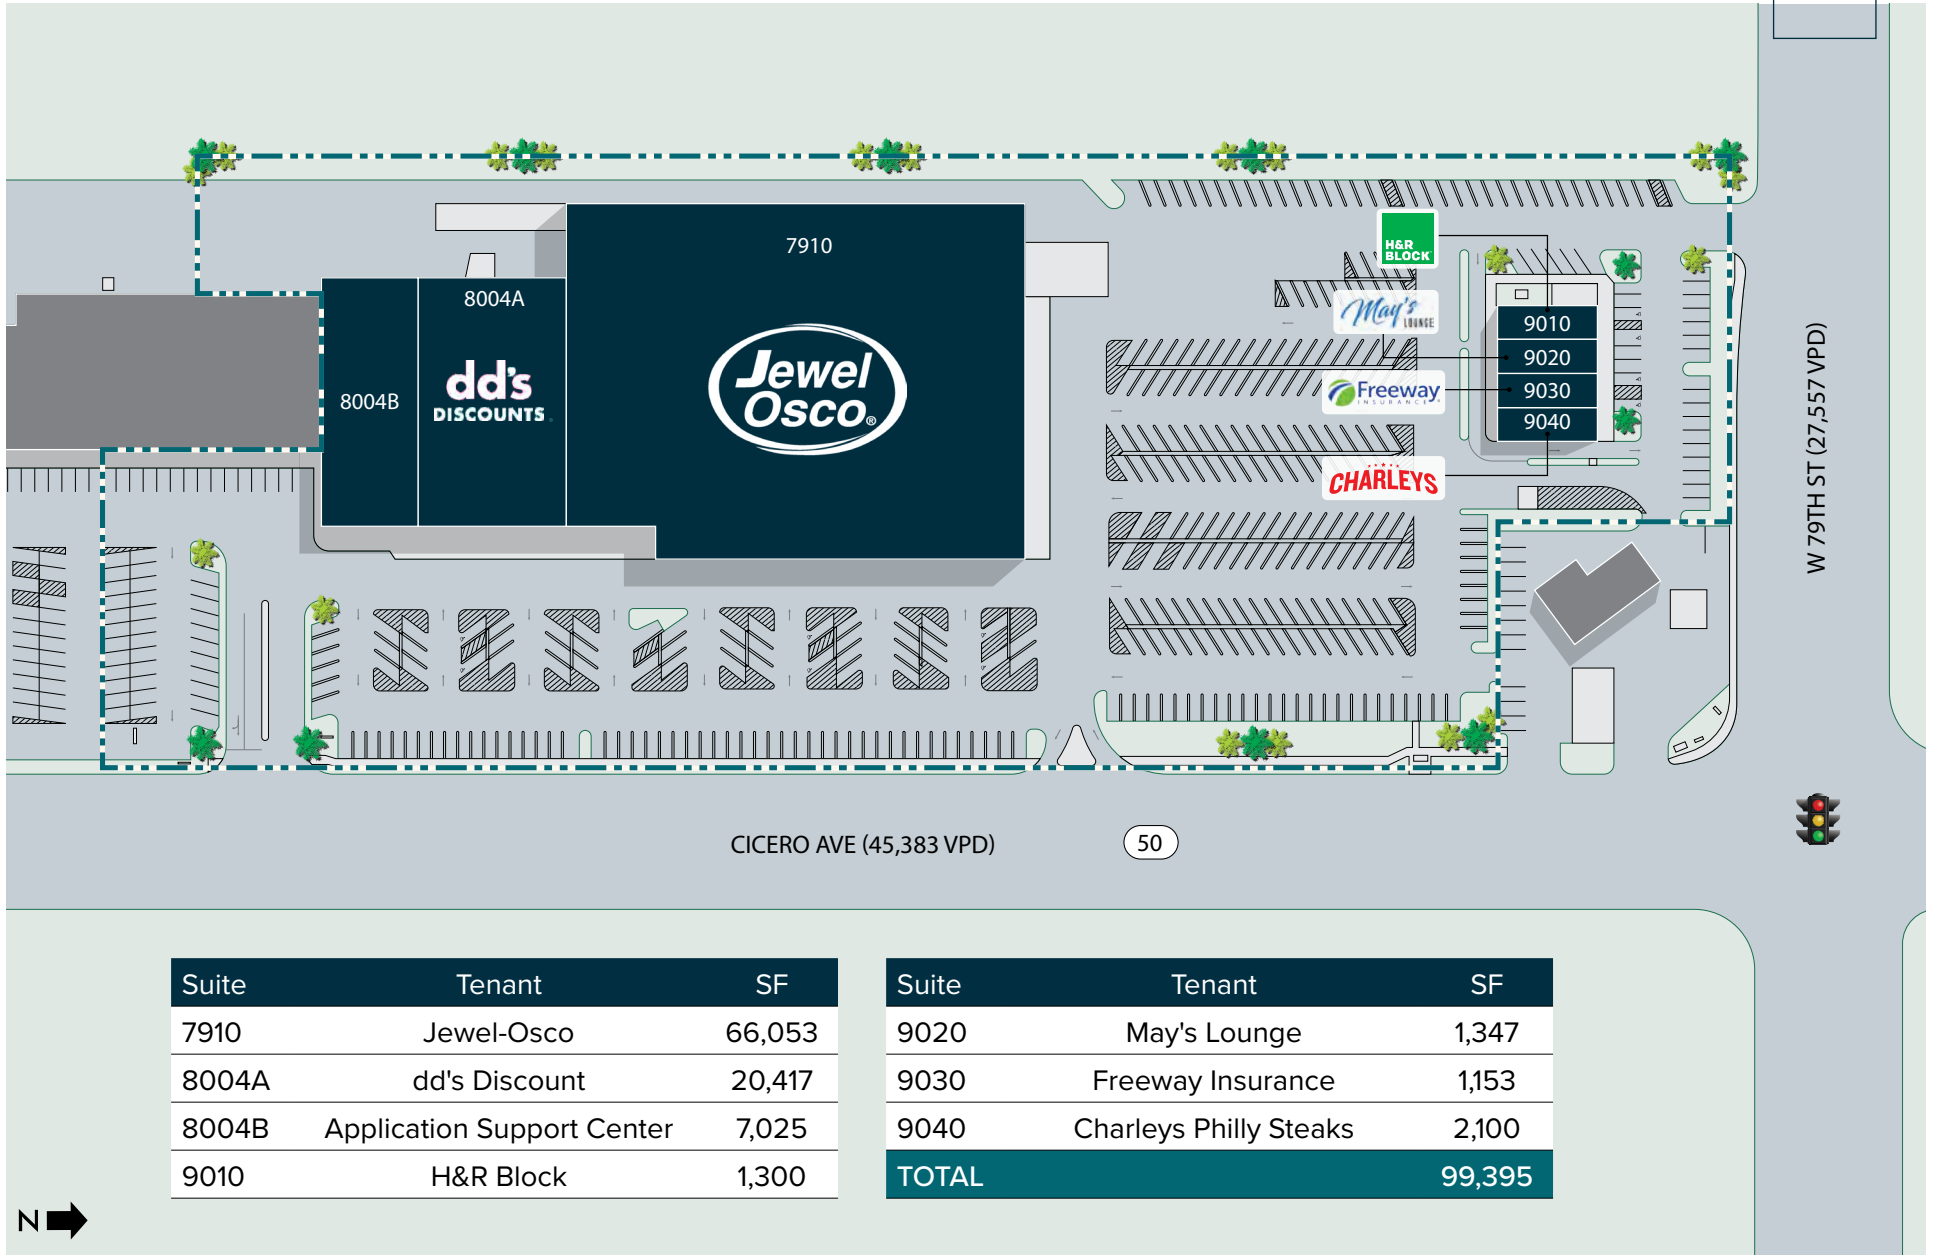 7910
8004A
dd's
DISCOUNTS
8004B
Jewel
Osco®
H&R
BLOCK
May's
LOUNGE
Freeway
INSURANCE
CHARLEYS
9010
9020
9030
9040
W 79TH ST (27,557 VPD)
CICERO AVE (45,383 VPD)
50
Suite Tenant SF
7910 Jewel-Osco 66,053
8004A dd's Discount 20,417
8004B Application Support Center 7,025
9010 H&R Block 1,300
Suite Tenant SF
9020 May's Lounge 1,347
9030 Freeway Insurance 1,153
9040 Charleys Philly Steaks 2,100
TOTAL 99,395
N